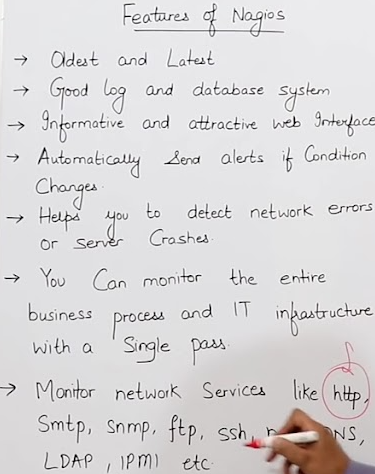 Features of Nagios
→ Oldest and Latest
→ Good log and database system
→ Informative and attractive web Interface
→ Automatically Send alerts if Condition
Changes.
→ Helps you to detect network errors
or server Crashes.
→ You Can monitor the entire
business process and IT infrastructure
with a Single pass.
→ Monitor network Services like http,
Smtp, Snmp, ftp, ssh,
LDAP, IPMI etc.